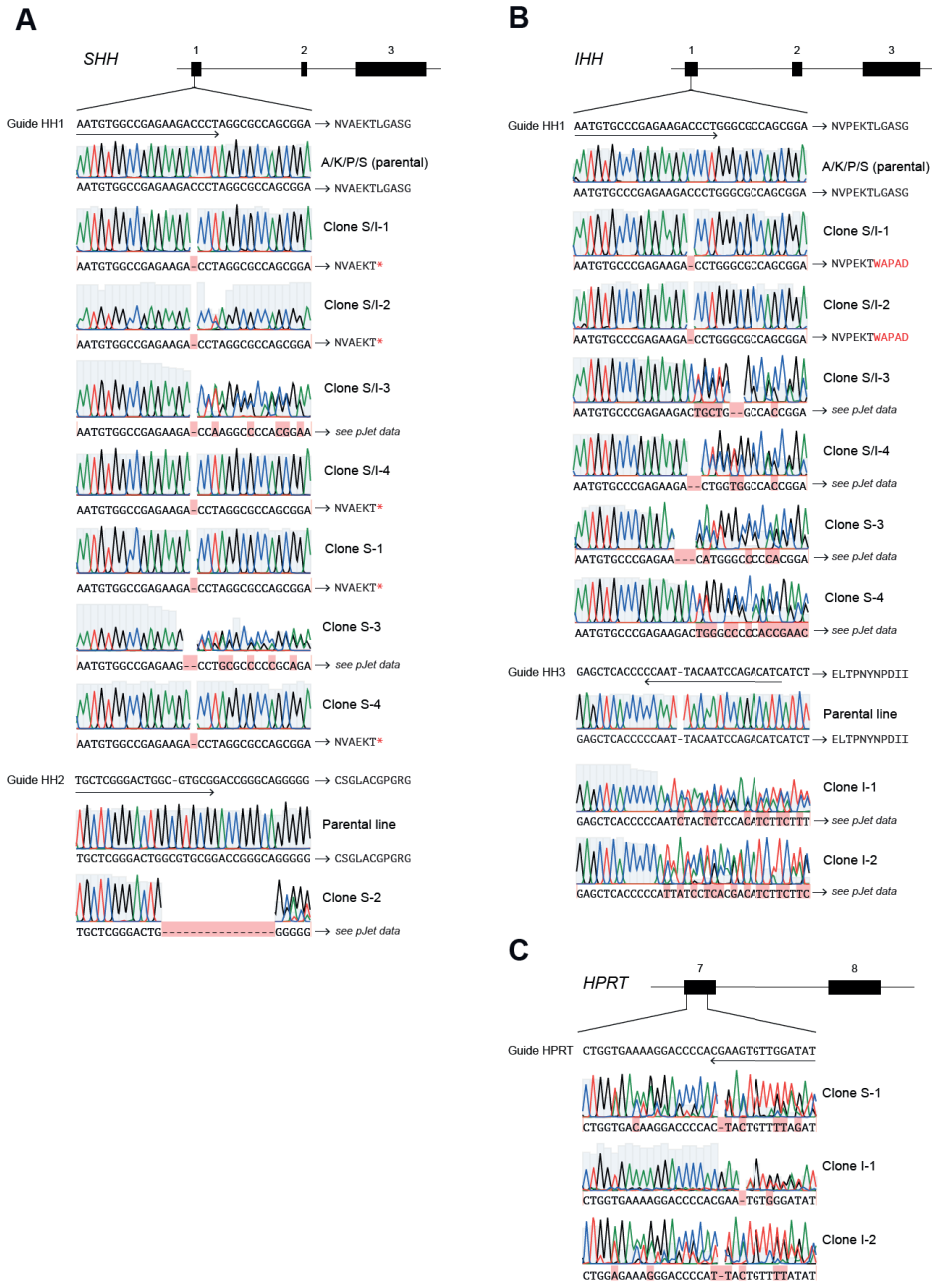 A
SHH
1
2
3
Guide HH1
AATGTGGCCGAGAAGACCCTAGGCGCCAGCGGA → NVAEKTLGASG
A/K/P/S (parental)
AATGTGGCCGAGAAGACCCTAGGCGCCAGCGGA → NVAEKTLGASG
Clone S/I-1
AATGTGGCCGAGAAGA-CCTAGGCGCCAGCGGA → NVAEKT*
Clone S/I-2
AATGTGGCCGAGAAGA-CCTAGGCGCCAGCGGA → NVAEKT*
Clone S/I-3
AATGTGGCCGAGAAGA-CCAAGGCCCCACGGAA → see pJet data
Clone S/I-4
AATGTGGCCGAGAAGA-CCTAGGCGCCAGCGGA → NVAEKT*
Clone S-1
AATGTGGCCGAGAAGA-CCTAGGCGCCAGCGGA → NVAEKT*
Clone S-3
AATGTGGCCGAGAAG--CCTGCGCCCCCGCAGA → see pJet data
Clone S-4
AATGTGGCCGAGAAGA-CCTAGGCGCCAGCGGA → NVAEKT*
Guide HH2
TGCTCGGGACTGGC-GTGCGGACCGGGCAGGGGG → CSGLACGPGRG
Parental line
TGCTCGGGACTGGCGTGCGGACCGGGCAGGGGG → CSGLACGPGRG
Clone S-2
TGCTCGGGACTG----------------GGGGG → see pJet data
B
IHH
1
2
3
Guide HH1
AATGTGCCCGAGAAGACCCTGGGCGCCAGCGGA → NVPEKTLGASG
A/K/P/S (parental)
AATGTGCCCGAGAAGACCCTGGGCGCCAGCGGA → NVPEKTLGASG
Clone S/I-1
AATGTGCCCGAGAAGA-CCTGGGCGCCAGCGGA → NVPEKTWAPAD
Clone S/I-2
AATGTGCCCGAGAAGA-CCTGGGCGCCAGCGGA → NVPEKTWAPAD
Clone S/I-3
AATGTGCCCGAGAAGACTGCTG--GCCACCGGA → see pJet data
Clone S/I-4
AATGTGCCCGAGAAGA--CTGGTGGCCACCGGA → see pJet data
Clone S-3
AATGTGCCCGAGAA---CATGGGCCCCCACGGA → see pJet data
Clone S-4
AATGTGCCCGAGAAGACTGGGCCCCCACCGAAC → see pJet data
Guide HH3
GAGCTCACCCCCAAT-TACAATCCAGACATCATCT → ELTPNYNPDII
Parental line
GAGCTCACCCCCAAT-TACAATCCAGACATCATCT → ELTPNYNPDII
Clone I-1
GAGCTCACCCCCAATCTACTCTCCACATCTTCTTT → see pJet data
Clone I-2
GAGCTCACCCCCATTATCCTCACGACATCTTCTTC → see pJet data
C
HPRT
7
8
Guide HPRT
CTGGTGAAAAGGACCCCACGAAGTGTTGGATAT
Clone S-1
CTGGTGACAAGGACCCCAC-TACTGTTTTAGAT
Clone I-1
CTGGTGAAAAGGACCCCACGAA-TGTGGGATAT
Clone I-2
CTGGAGAAAGGGACCCCAT-TACTGTTTTATAT